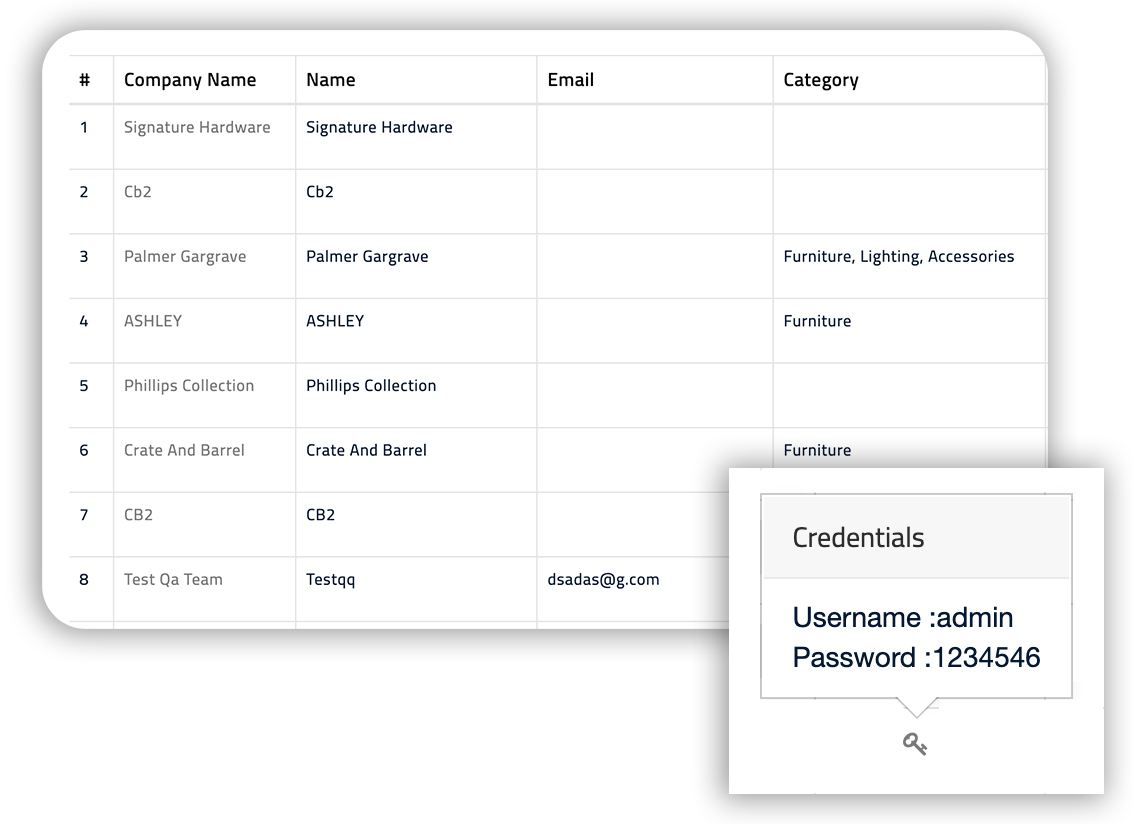 # Company Name Name Email Category
1 Signature Hardware Signature Hardware
2 Cb2 Cb2
3 Palmer Gargrave Palmer Gargrave Furniture, Lighting, Accessories
4 ASHLEY ASHLEY Furniture
5 Phillips Collection Phillips Collection
6 Crate And Barrel Crate And Barrel Furniture
7 CB2 CB2
8 Test Qa Team Testqq dsadas@g.com
Credentials
Username :admin
Password :1234546